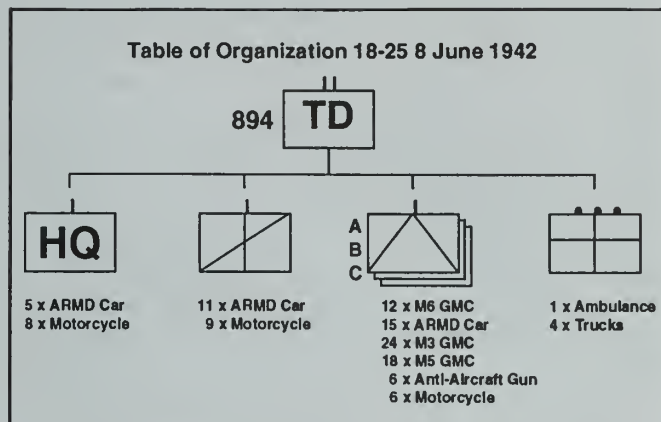 Table of Organization 18-25 8 June 1942
894 TD
HQ
5 x ARMD Car
8 x Motorcycle
11 x ARMD Car
9 x Motorcycle
A
B
C
12 x M6 GMC
15 x ARMD Car
24 x M3 GMC
18 x M5 GMC
6 x Anti-Aircraft Gun
6 x Motorcycle
1 x Ambulance
4 x Trucks